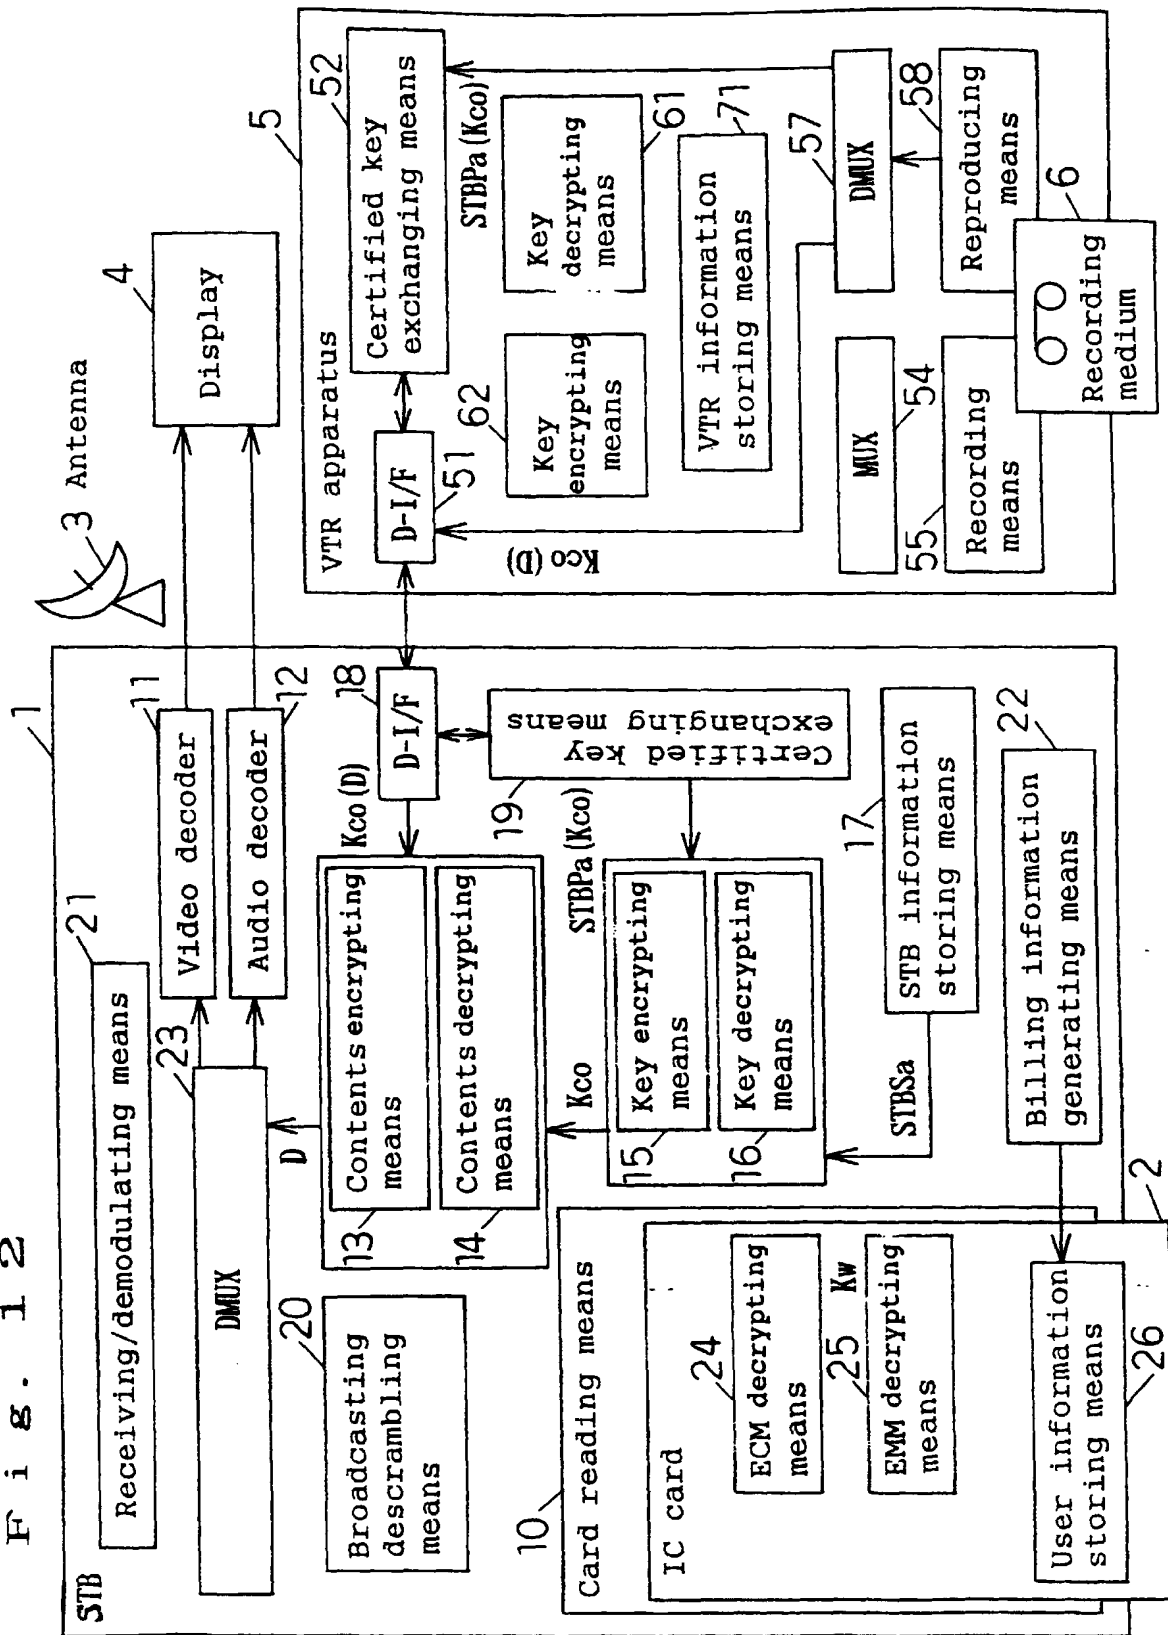 Fig. 12
1
STB
21
Receiving/demodulating means
23
DMUX
11
Video decoder
12
Audio decoder
3 Antenna
4
Display
20
Broadcasting
descrambling
means
D
13
Contents encrypting
means
14
Contents decrypting
means
Kco(D)
18
D-I/F
19
Certified key
exchanging means
Kco
STBPa(Kco)
15
Key encrypting
means
16
Key decrypting
means
STBSa
17
STB information
storing means
22
Billing information
generating means
10
Card reading means
2
IC card
24
ECM decrypting
means
Kw
25
EMM decrypting
means
User information
storing means
26
5
VTR apparatus
51
D-I/F
52
Certified key
exchanging means
Kco(D)
STBPa(Kco)
62
Key
encrypting
means
61
Key
decrypting
means
71
VTR information
storing means
54
MUX
57
DMUX
55
Recording
means
58
Reproducing
means
6
Recording
medium